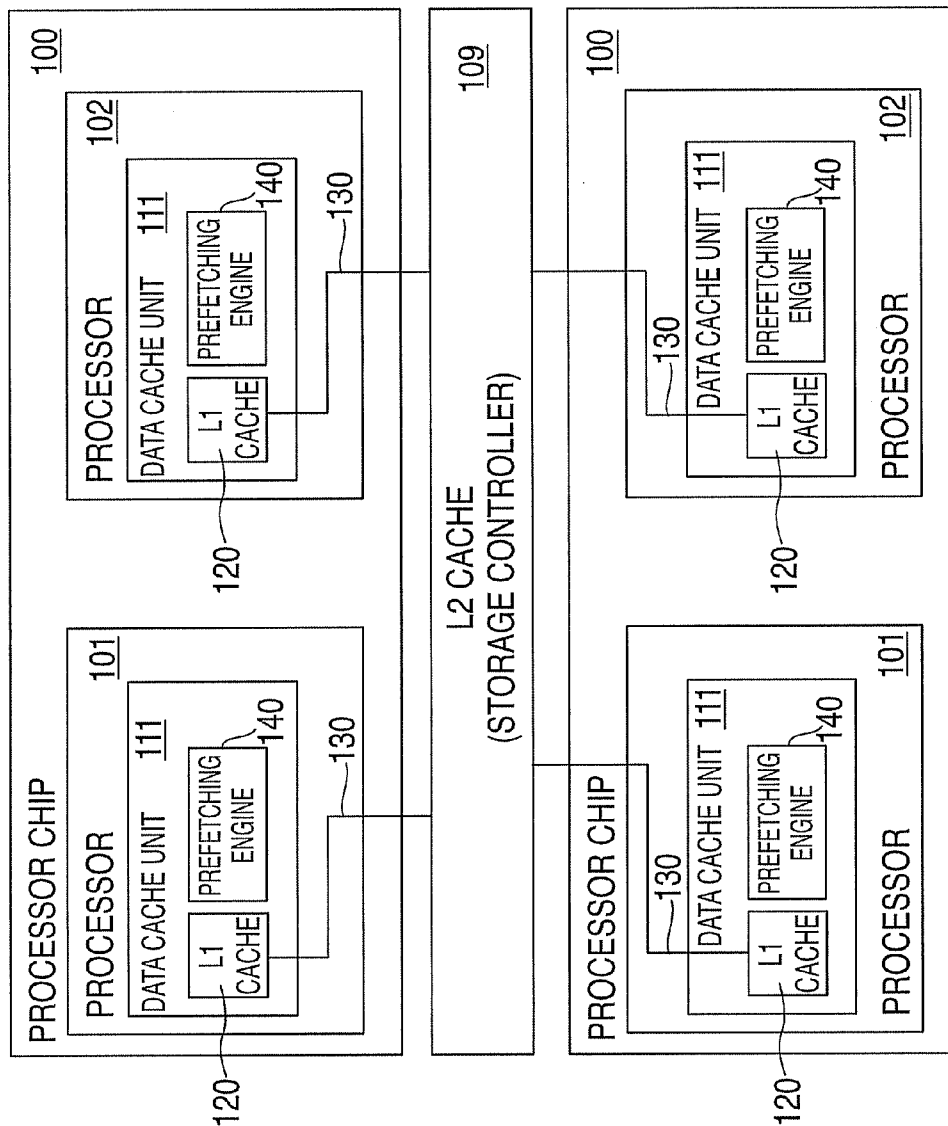 PROCESSOR CHIP
100
PROCESSOR
101
DATA CACHE UNIT
111
L1
CACHE
PREFETCHING
ENGINE
140
120
130
PROCESSOR
102
DATA CACHE UNIT
111
L1
CACHE
PREFETCHING
ENGINE
140
120
130
L2 CACHE
(STORAGE CONTROLLER)
109
PROCESSOR CHIP
100
130
DATA CACHE UNIT
111
L1
CACHE
PREFETCHING
ENGINE
140
120
PROCESSOR
101
130
DATA CACHE UNIT
111
L1
CACHE
PREFETCHING
ENGINE
140
120
PROCESSOR
102